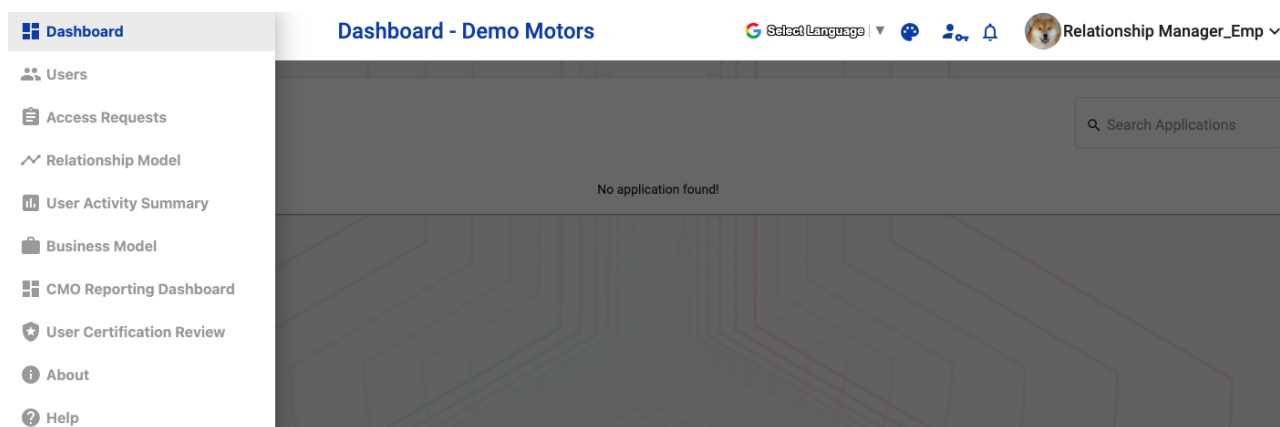 Dashboard
Dashboard - Demo Motors
Select Language
Relationship Manager_Emp
Users
Access Requests
Search Applications
Relationship Model
No application found!
User Activity Summary
Business Model
CMO Reporting Dashboard
User Certification Review
About
Help